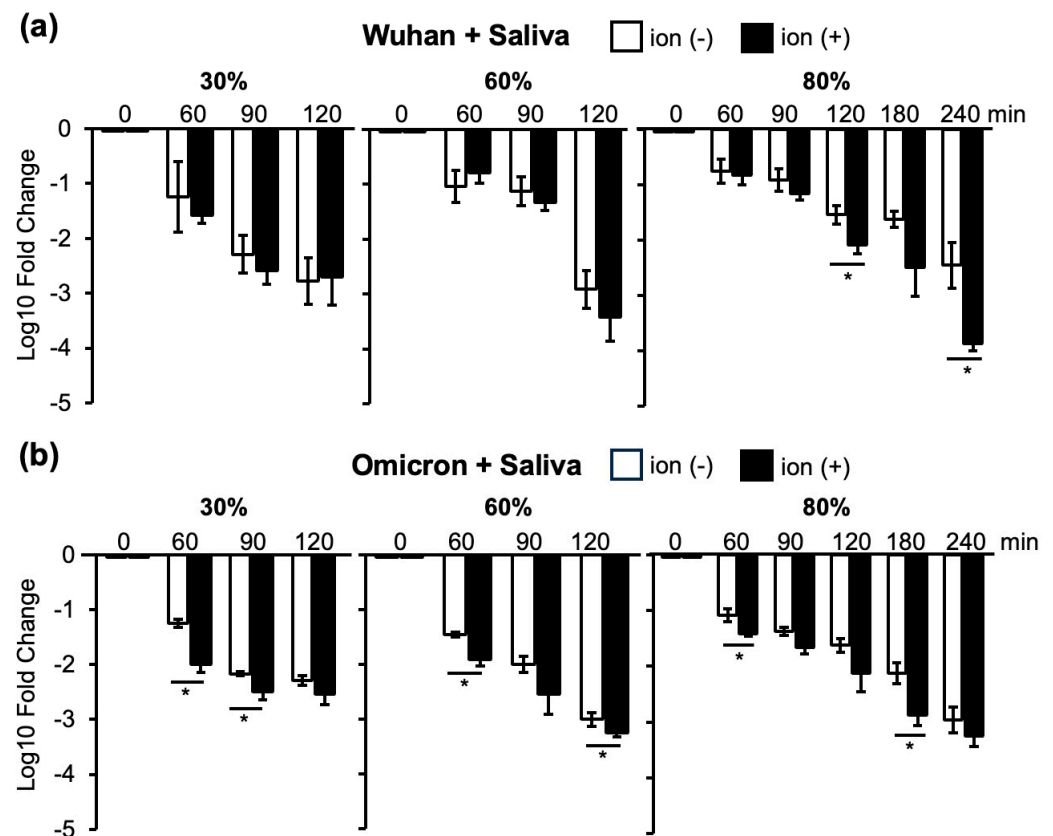 (a)
Wuhan + Saliva ion (-) ion (+)
30% 60% 80%
0 60 90 120 0 60 90 120 0 60 90 120 180 240 min
0
-1
-2
-3
-4
-5
Log10 Fold Change
* *
(b)
Omicron + Saliva ion (-) ion (+)
30% 60% 80%
0 60 90 120 0 60 90 120 0 60 90 120 180 240 min
0
-1
-2
-3
-4
-5
Log10 Fold Change
* * * * * *